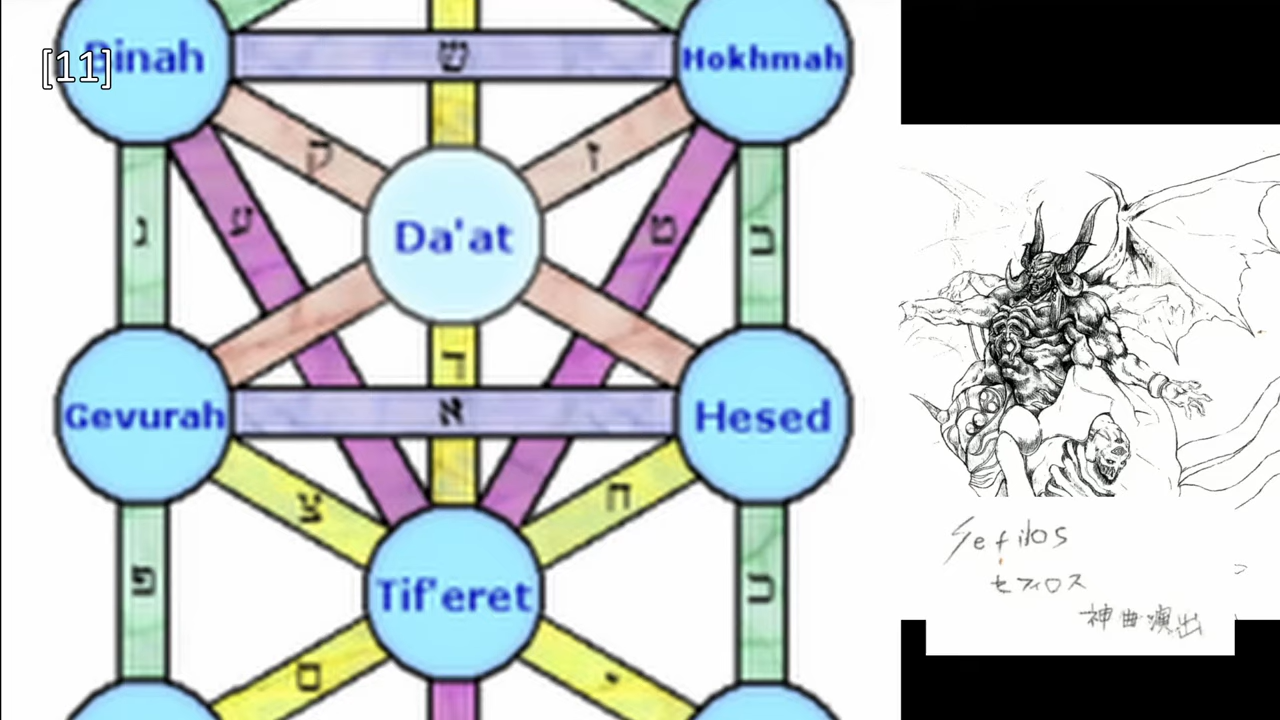 [11]
Binah
ש
Hokhmah
ק
ז
Da'at
ג
ע
ט
ב
ד
Gevurah
א
Hesed
צ
ח
פ
Tif'eret
ם
י
Sefilos
セフィロス
神曲演出